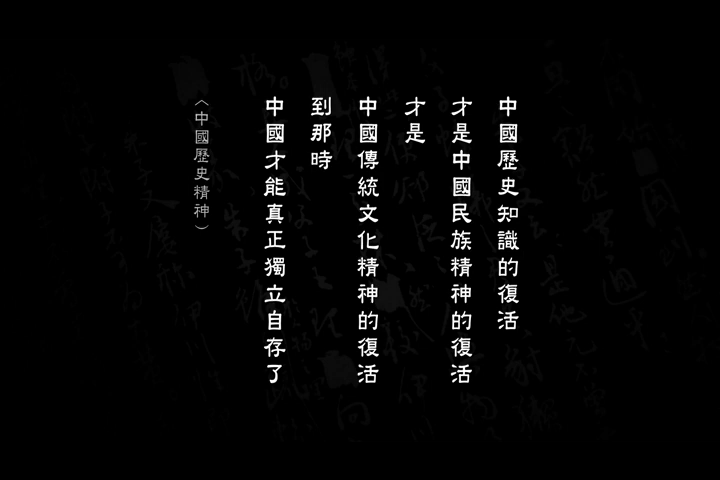 中國歷史知識的復活
才是中國民族精神的復活
才是
中國傳統文化精神的復活
到那時
中國才能真正獨立自存了
〈中國歷史精神〉